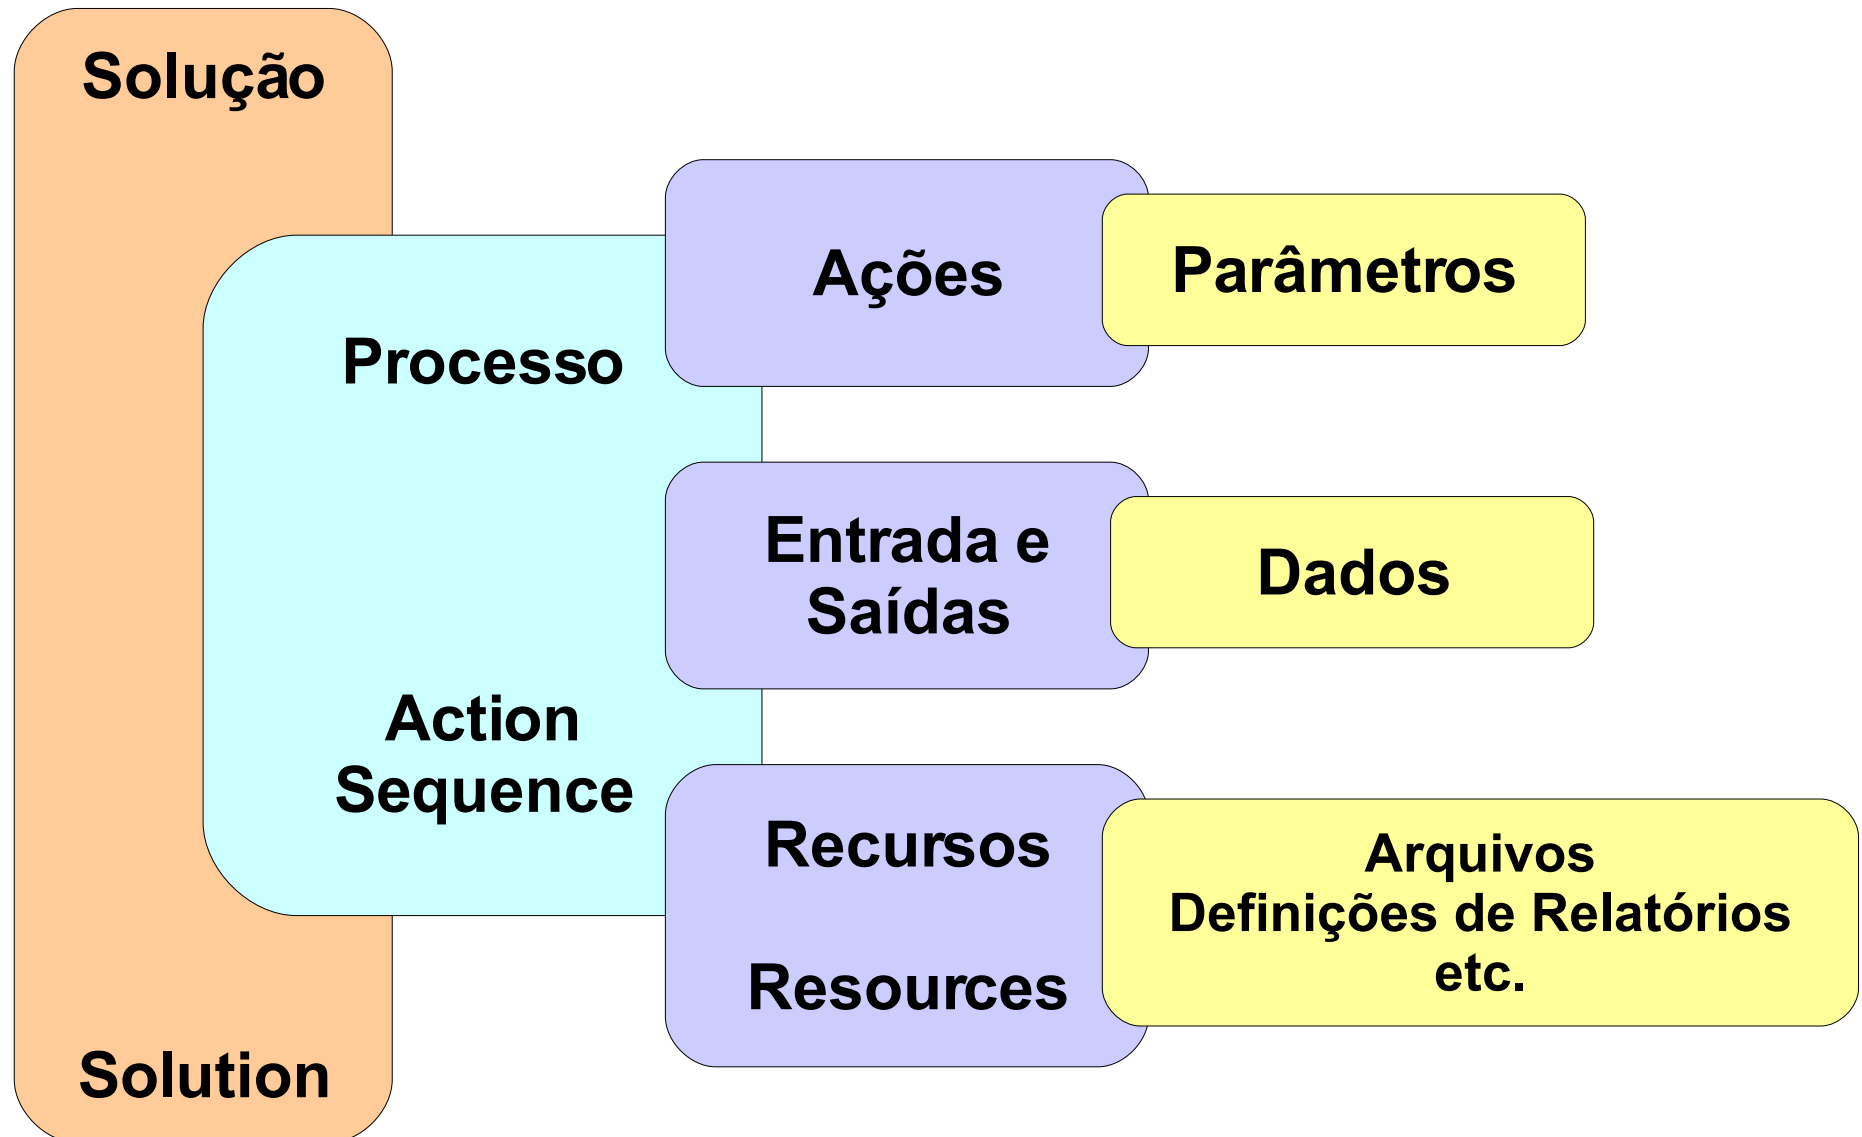 Solução
Processo
Action
Sequence
Solution
Ações
Parâmetros
Entrada e
Saídas
Dados
Recursos
Resources
Arquivos
Definições de Relatórios
etc.